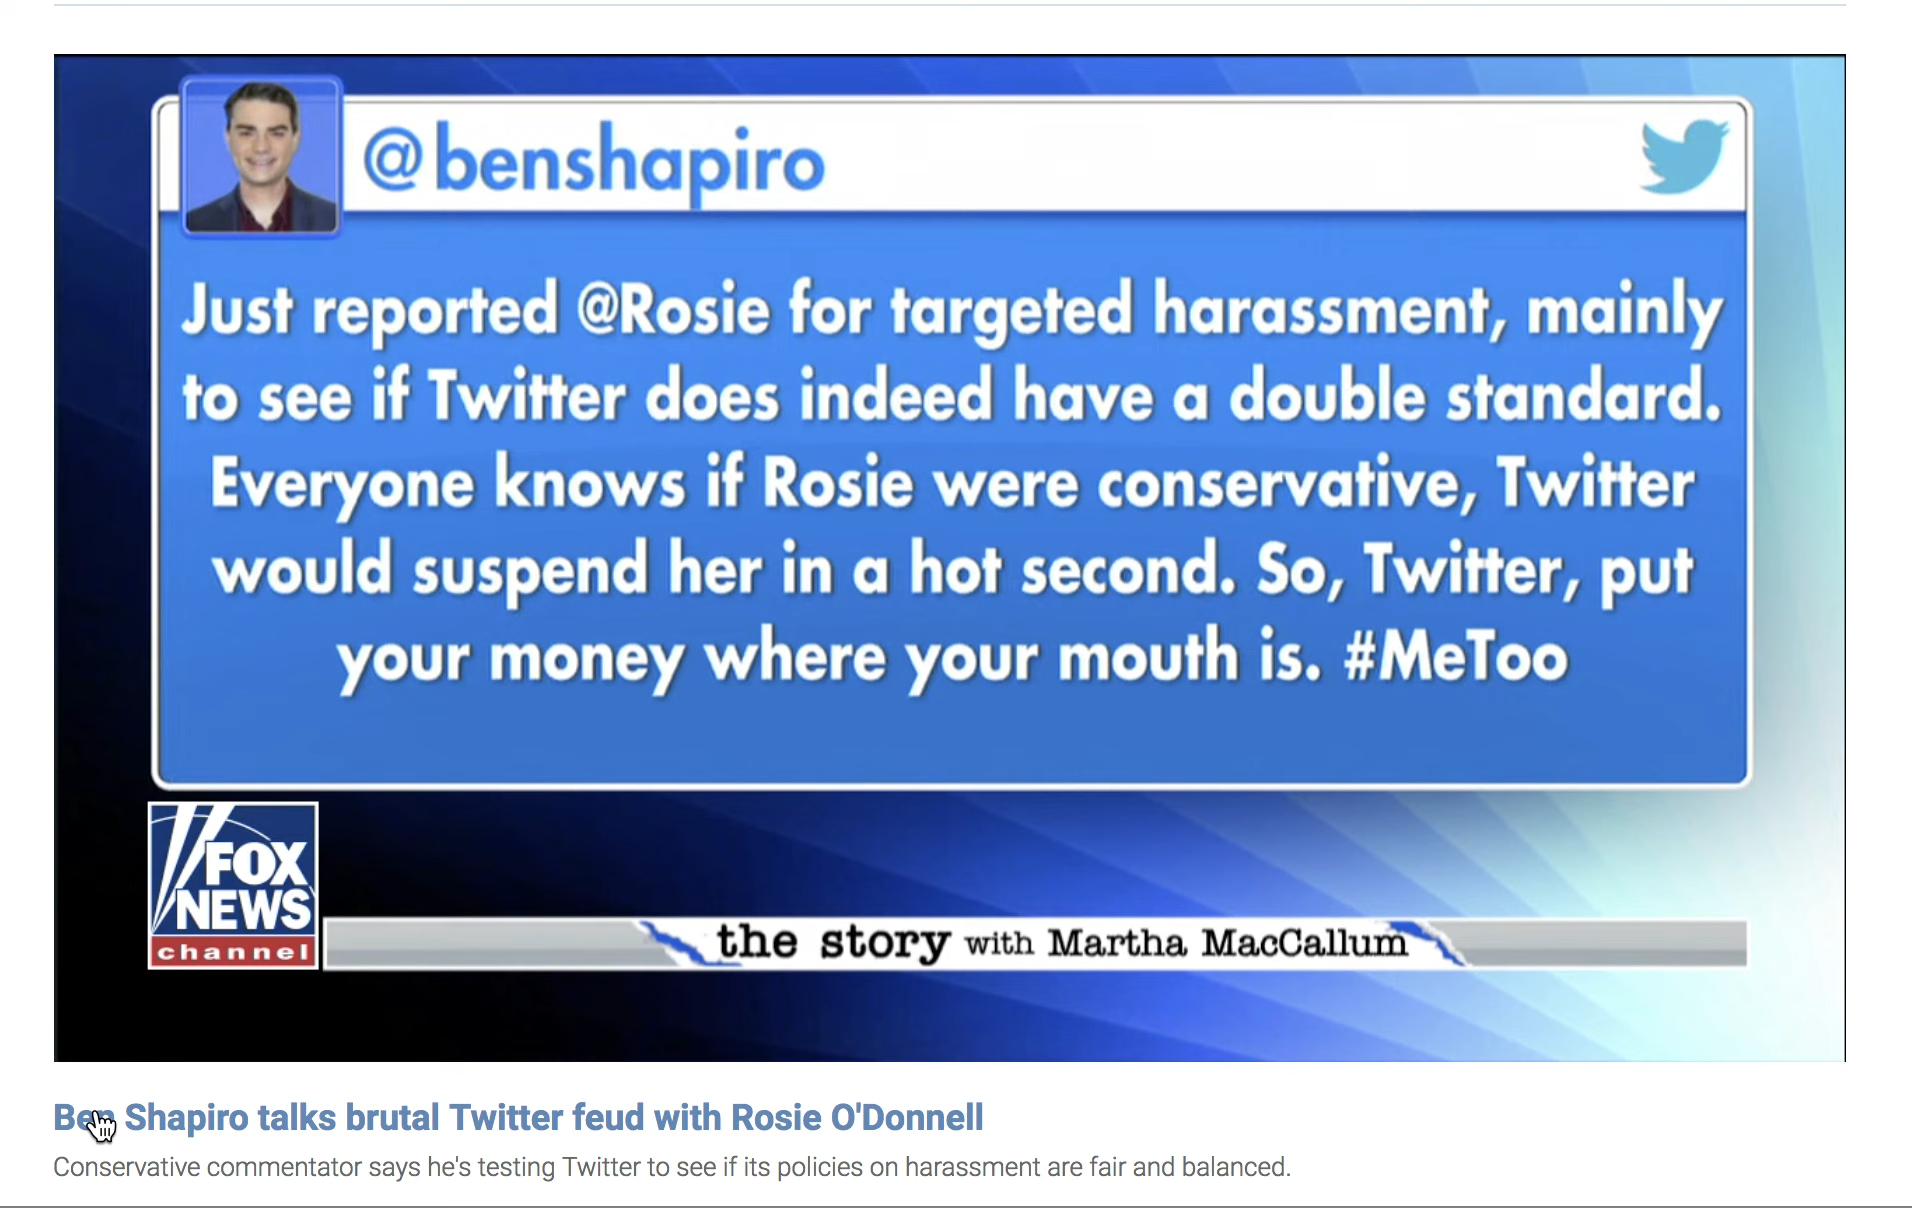 @benshapiro
Just reported @Rosie for targeted harassment, mainly
to see if Twitter does indeed have a double standard.
Everyone knows if Rosie were conservative, Twitter
would suspend her in a hot second. So, Twitter, put
your money where your mouth is. #MeToo
FOX
NEWS
channel
the story with Martha MacCallum
Ben Shapiro talks brutal Twitter feud with Rosie O'Donnell
Conservative commentator says he's testing Twitter to see if its policies on harassment are fair and balanced.